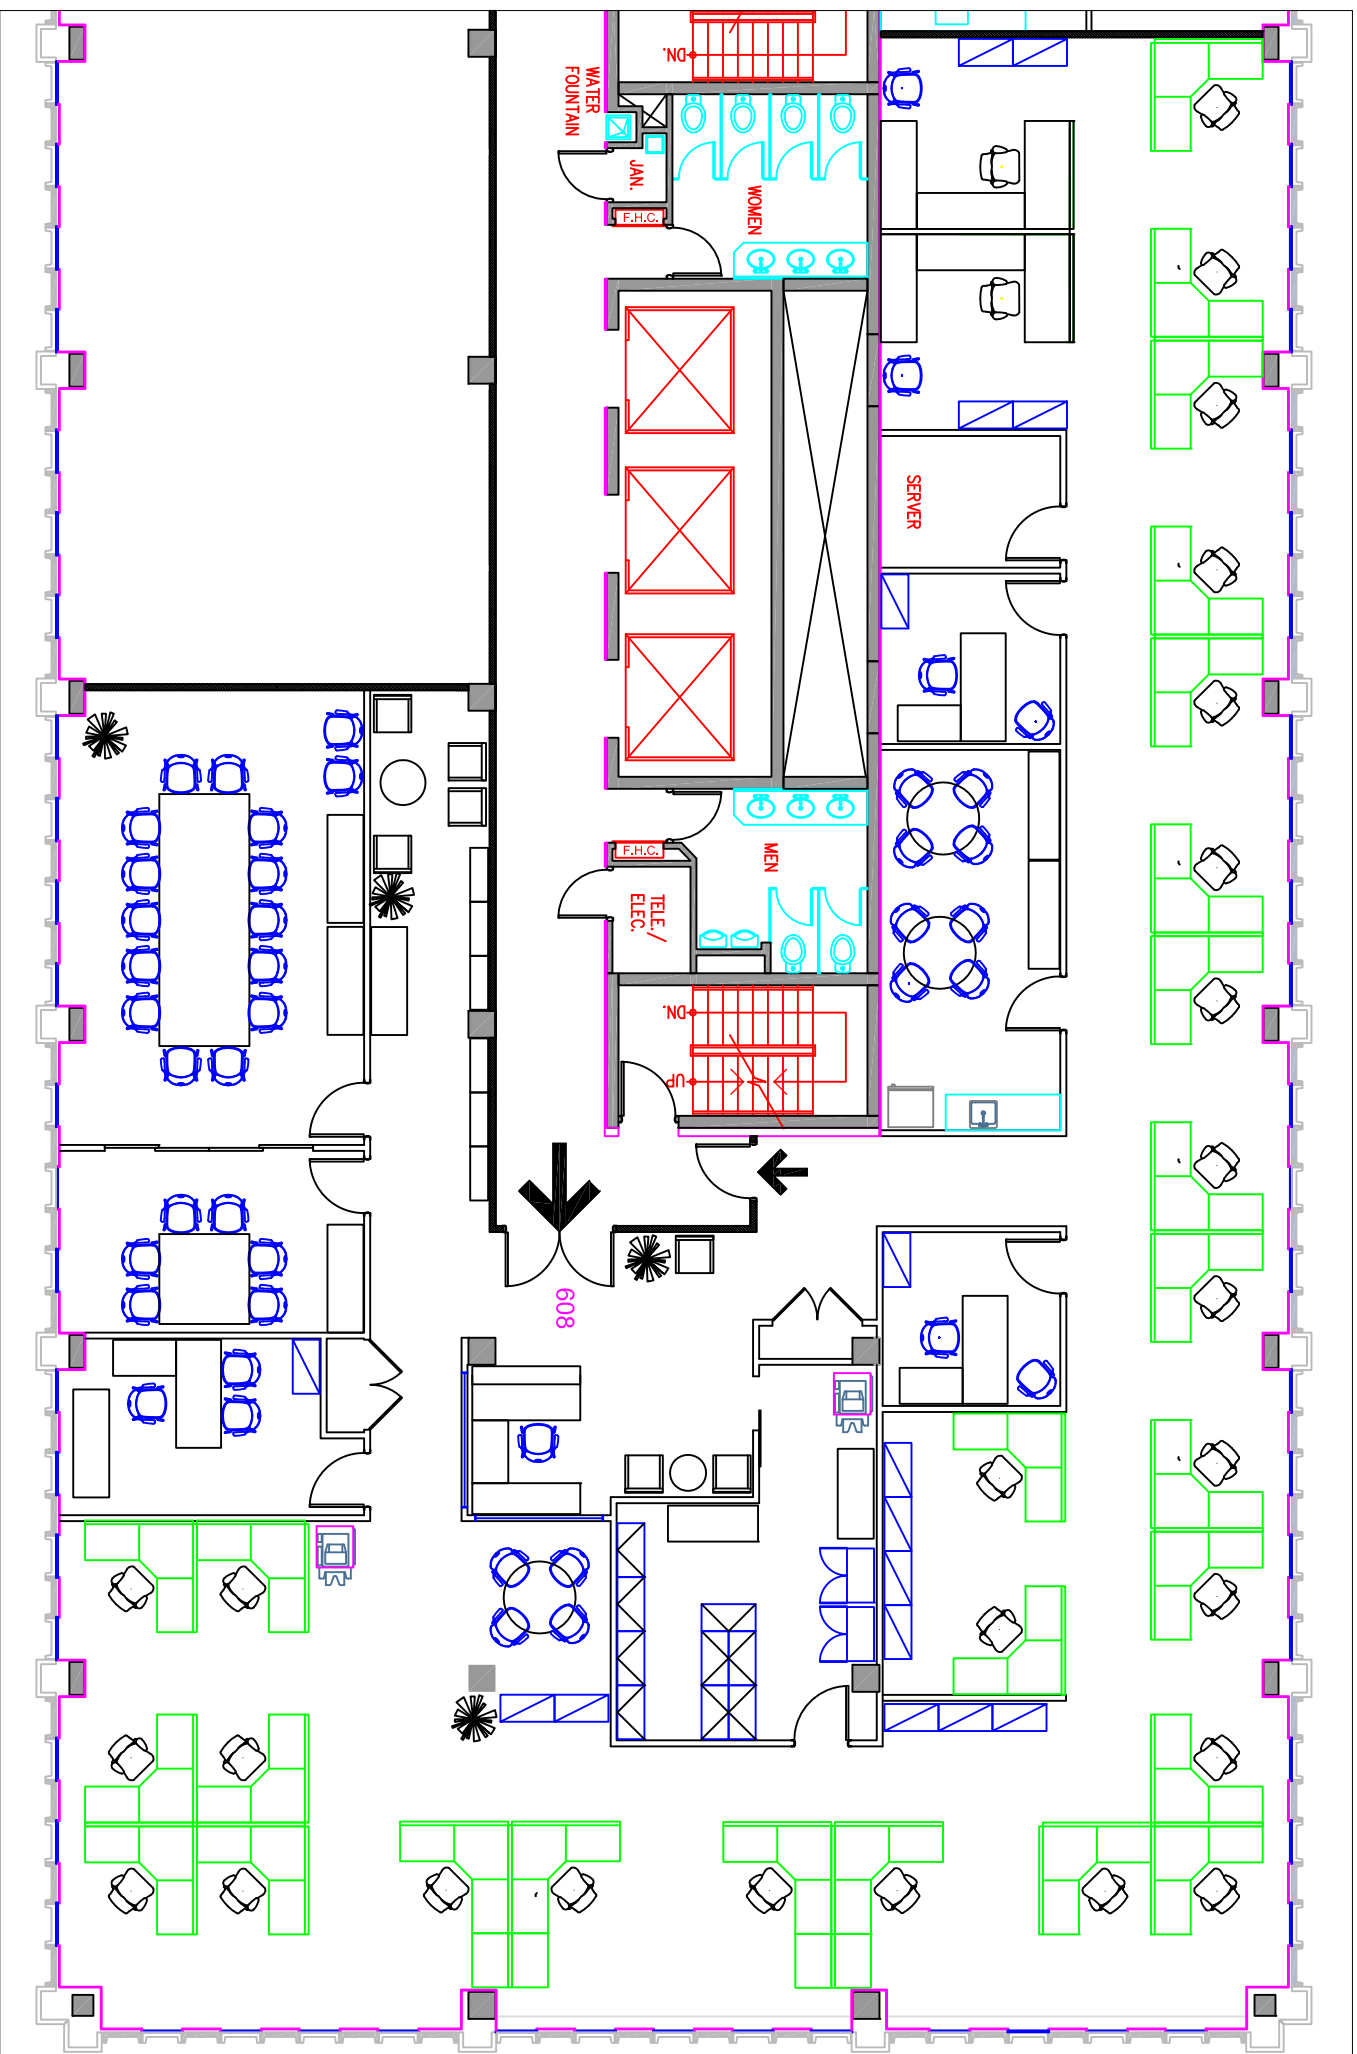 DN.
WATER
FOUNTAIN
JAN.
F.H.C.
WOMEN
SERVER
MEN
F.H.C.
TELE./
ELEC.
DN.
UP
608